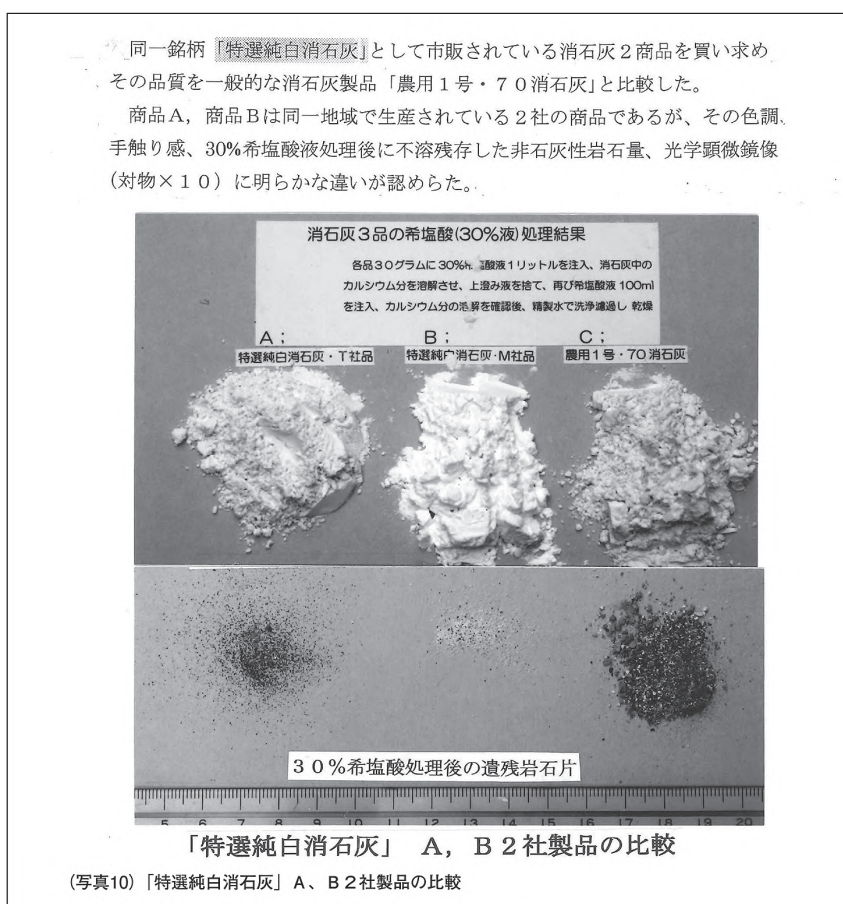 同一銘柄「特選純白消石灰」として市販されている消石灰２商品を買い求め
その品質を一般的な消石灰製品「農用１号・７０消石灰」と比較した。
商品Ａ，商品Ｂは同一地域で生産されている２社の商品であるが、その色調、
手触り感、30%希塩酸液処理後に不溶残存した非石灰性岩石量、光学顕微鏡像
(対物×１０）に明らかな違いが認めらた。
消石灰３品の希塩酸(30%液)処理結果
各品３０グラムに30%希塩酸液１リットルを注入、消石灰中の
カルシウム分を溶解させ、上澄み液を捨て、再び希塩酸液 100ml
を注入、カルシウム分の溶解を確認後、精製水で洗浄濾過し 乾燥
Ａ； Ｂ； Ｃ；
特選純白消石灰・Ｔ社品 特選純白消石灰・Ｍ社品 農用１号・70 消石灰
３０％希塩酸処理後の遺残岩石片
5 6 7 8 9 10 11 12 13 14 15 16 17 18 19 20
「特選純白消石灰」 Ａ，Ｂ２社製品の比較
(写真10)「特選純白消石灰」Ａ、Ｂ２社製品の比較